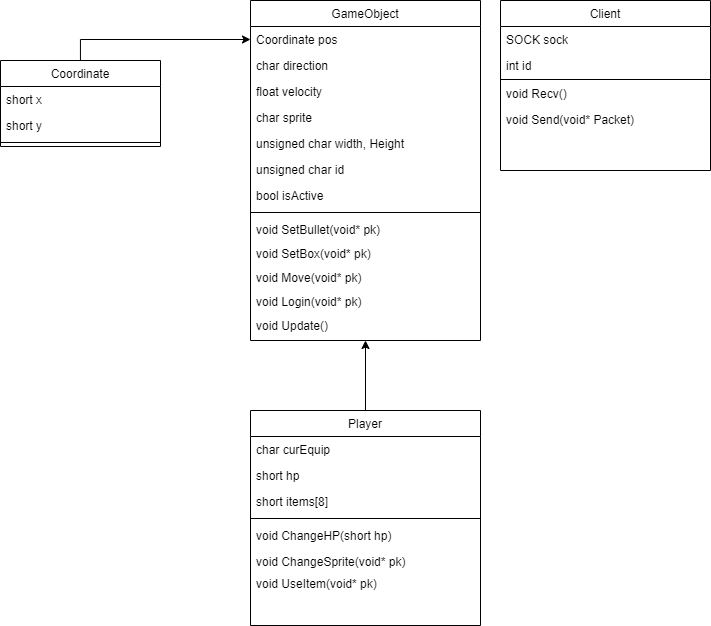 GameObject
Coordinate pos
char direction
float velocity
char sprite
unsigned char width, Height
unsigned char id
bool isActive
void SetBullet(void* pk)
void SetBox(void* pk)
void Move(void* pk)
void Login(void* pk)
void Update()
Client
SOCK sock
int id
void Recv()
void Send(void* Packet)
Coordinate
short x
short y
Player
char curEquip
short hp
short items[8]
void ChangeHP(short hp)
void ChangeSprite(void* pk)
void UseItem(void* pk)